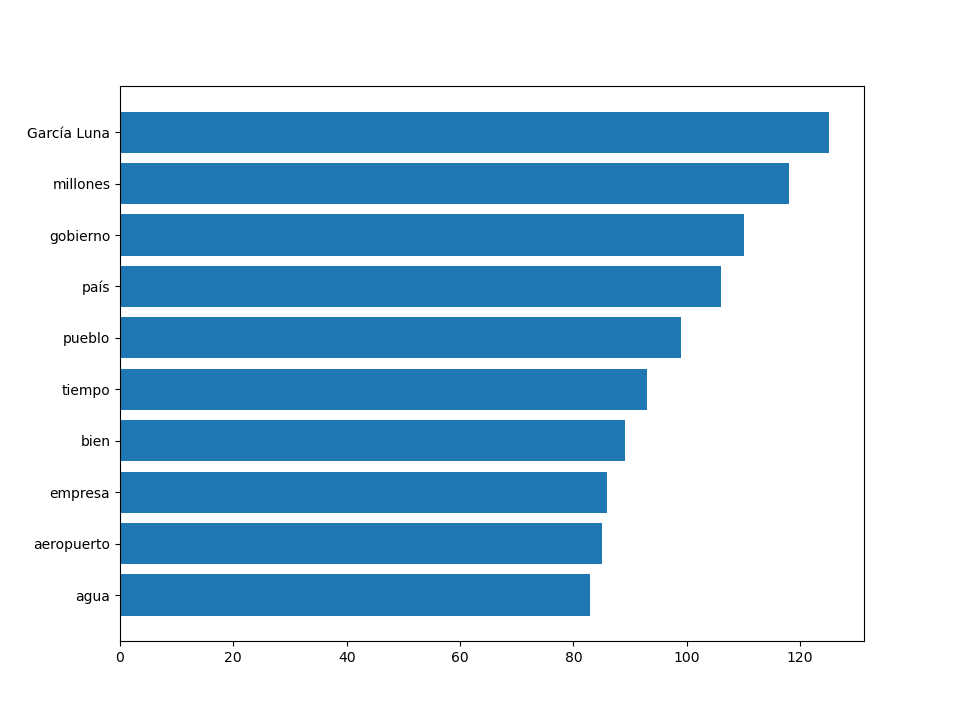 García Luna
millones
gobierno
país
pueblo
tiempo
bien
empresa
aeropuerto
agua
0 20 40 60 80 100 120